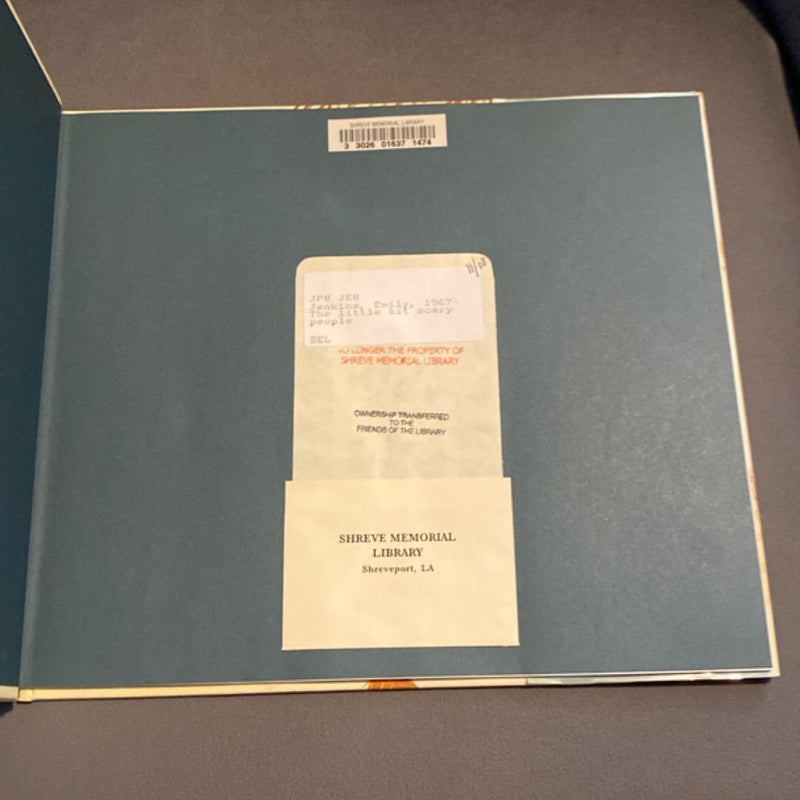 SHREVE MEMORIAL LIBRARY
3 3026 01637 1474
JPB JEN
Jenkins, Emily, 1967-
The little bit scary
people
DEL
NO LONGER THE PROPERTY OF
SHREVE MEMORIAL LIBRARY
OWNERSHIP TRANSFERRED
TO THE
FRIENDS OF THE LIBRARY
SHREVE MEMORIAL
LIBRARY
Shreveport, LA